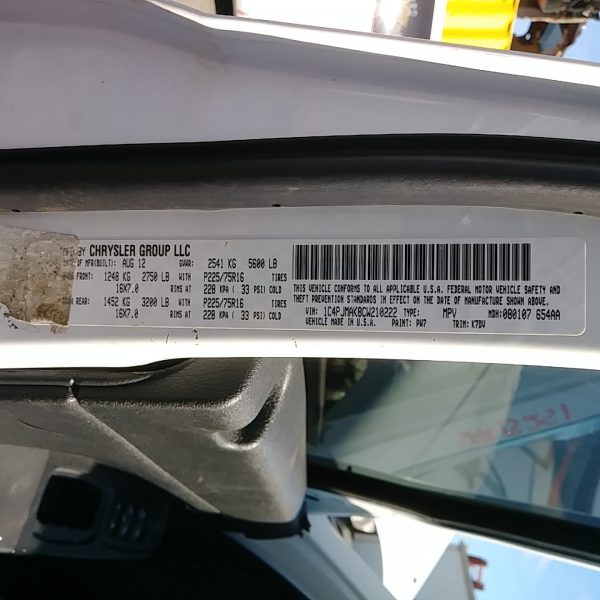 MFD BY CHRYSLER GROUP LLC
DATE OF MFR(BUILT): AUG 12 GVWR: 2541 KG 5600 LB
FRONT: 1248 KG 2750 LB WITH P225/75R16 TIRES
16X7.0 RIMS AT 228 KPA ( 33 PSI) COLD
REAR: 1452 KG 3200 LB WITH P225/75R16 TIRES
16X7.0 RIMS AT 228 KPA ( 33 PSI) COLD
THIS VEHICLE CONFORMS TO ALL APPLICABLE U.S.A. FEDERAL MOTOR VEHICLE SAFETY AND
THEFT PREVENTION STANDARDS IN EFFECT ON THE DATE OF MANUFACTURE SHOWN ABOVE.
VIN: 1C4PJMAKBCW210222 TYPE: MPV MDH: 080107 654AA
VEHICLE MADE IN U.S.A. PAINT: PW7 TRIM: K7DV